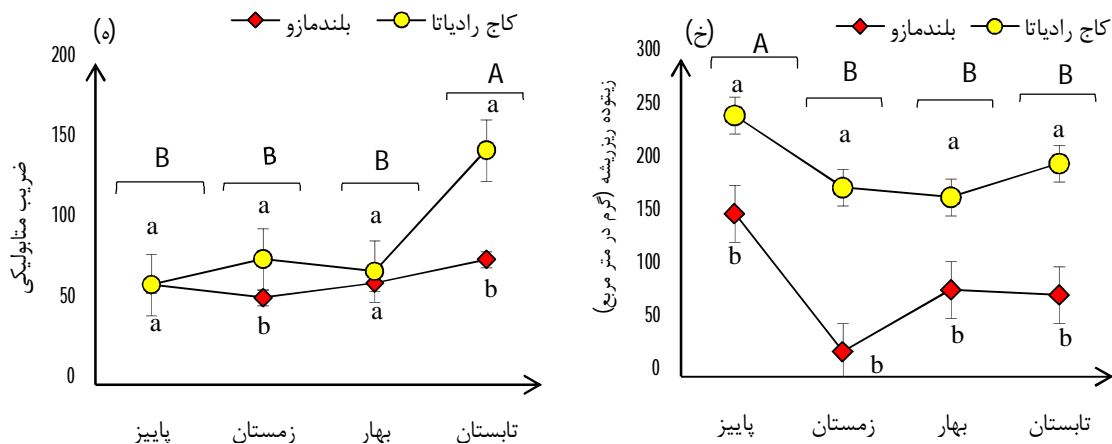 (ه) بلندمازو کاج رادیاتا
ضریب متابولیکی
200
150
100
50
0
B B B A
a a a a
a b a b
پاییز زمستان بهار تابستان
(خ) بلندمازو کاج رادیاتا
زیتوده ریزریشه (گرم در متر مربع)
300
250
200
150
100
50
0
A B B B
a a a a
b b b b
پاییز زمستان بهار تابستان